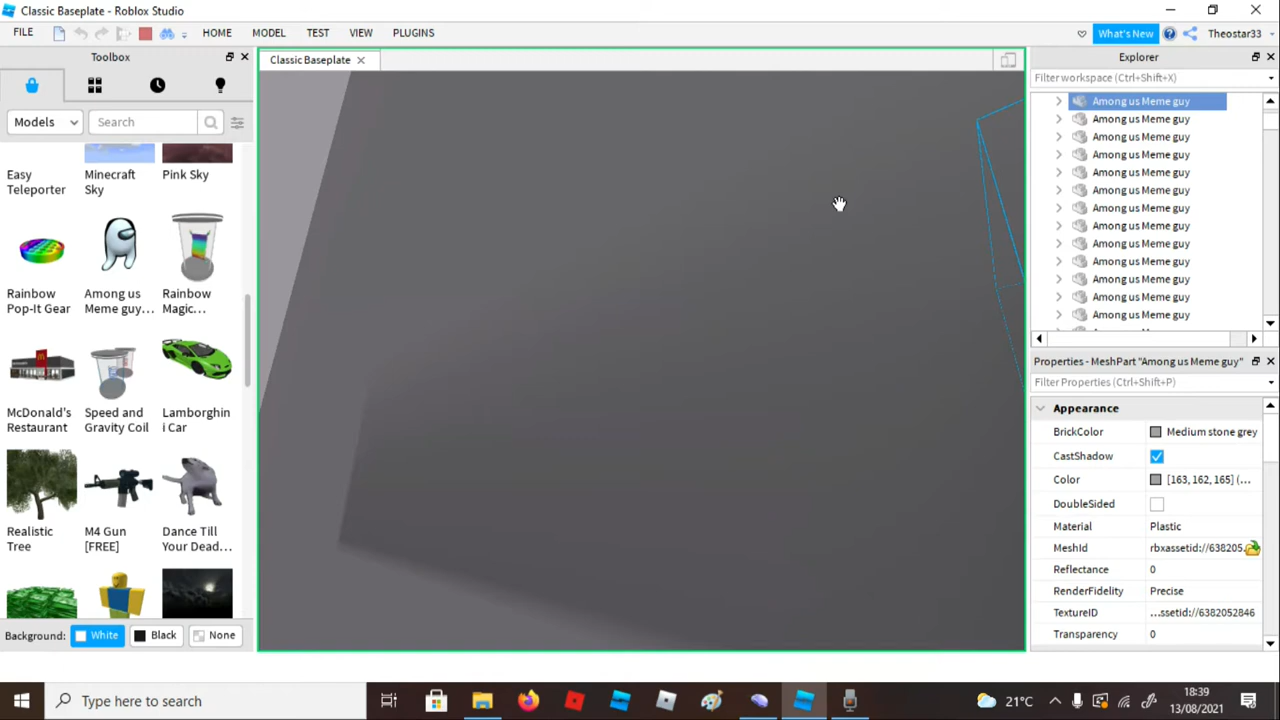 Classic Baseplate - Roblox Studio
FILE
HOME
MODEL
TEST
VIEW
PLUGINS
What's New
Theostar33
Toolbox
Classic Baseplate
Explorer
Filter workspace (Ctrl+Shift+X)
Models
Search
Easy Teleporter
Minecraft Sky
Pink Sky
Rainbow Pop-It Gear
Among us Meme guy...
Rainbow Magic...
McDonald's Restaurant
Speed and Gravity Coil
Lamborghini Car
Realistic Tree
M4 Gun [FREE]
Dance Till Your Dead...
Background:
White
Black
None
Among us Meme guy
Among us Meme guy
Among us Meme guy
Among us Meme guy
Among us Meme guy
Among us Meme guy
Among us Meme guy
Among us Meme guy
Among us Meme guy
Among us Meme guy
Among us Meme guy
Among us Meme guy
Among us Meme guy
Properties - MeshPart "Among us Meme guy"
Filter Properties (Ctrl+Shift+P)
Appearance
BrickColor Medium stone grey
CastShadow
Color [163, 162, 165] (...
DoubleSided
Material Plastic
MeshId rbxassetid://638205...
Reflectance 0
RenderFidelity Precise
TextureID ...ssetid://6382052846
Transparency 0
Type here to search
21°C
18:39
13/08/2021